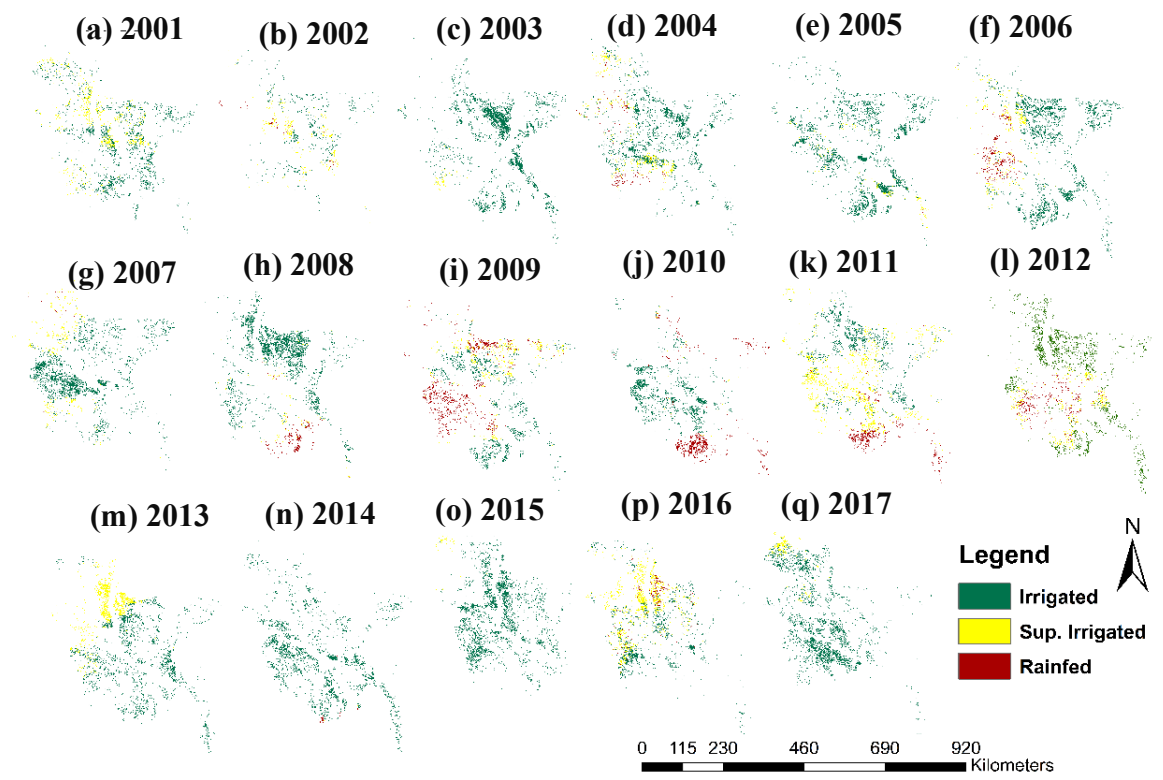 (a) 2001
(b) 2002
(c) 2003
(d) 2004
(e) 2005
(f) 2006
(g) 2007
(h) 2008
(i) 2009
(j) 2010
(k) 2011
(l) 2012
(m) 2013
(n) 2014
(o) 2015
(p) 2016
(q) 2017
N
Legend
Irrigated
Sup. Irrigated
Rainfed
0 115 230 460 690 920
Kilometers